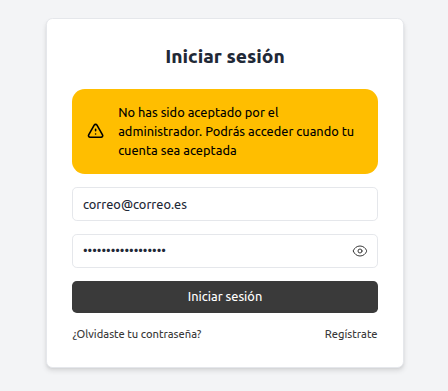 Iniciar sesión
No has sido aceptado por el
administrador. Podrás acceder cuando tu
cuenta sea aceptada
correo@correo.es
••••••••••••••••••
Iniciar sesión
¿Olvidaste tu contraseña?
Regístrate